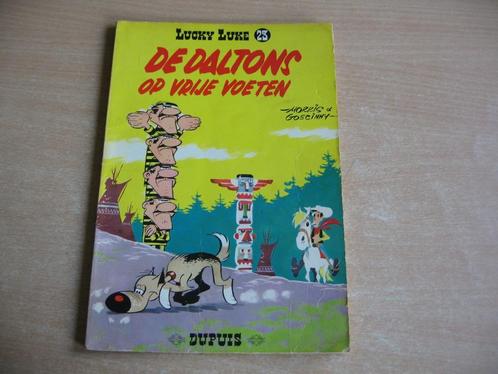 LUCKY LUKE 23
DE DALTONS
OP VRIJE VOETEN
MORRIS &
GOSCINNY
DUPUIS